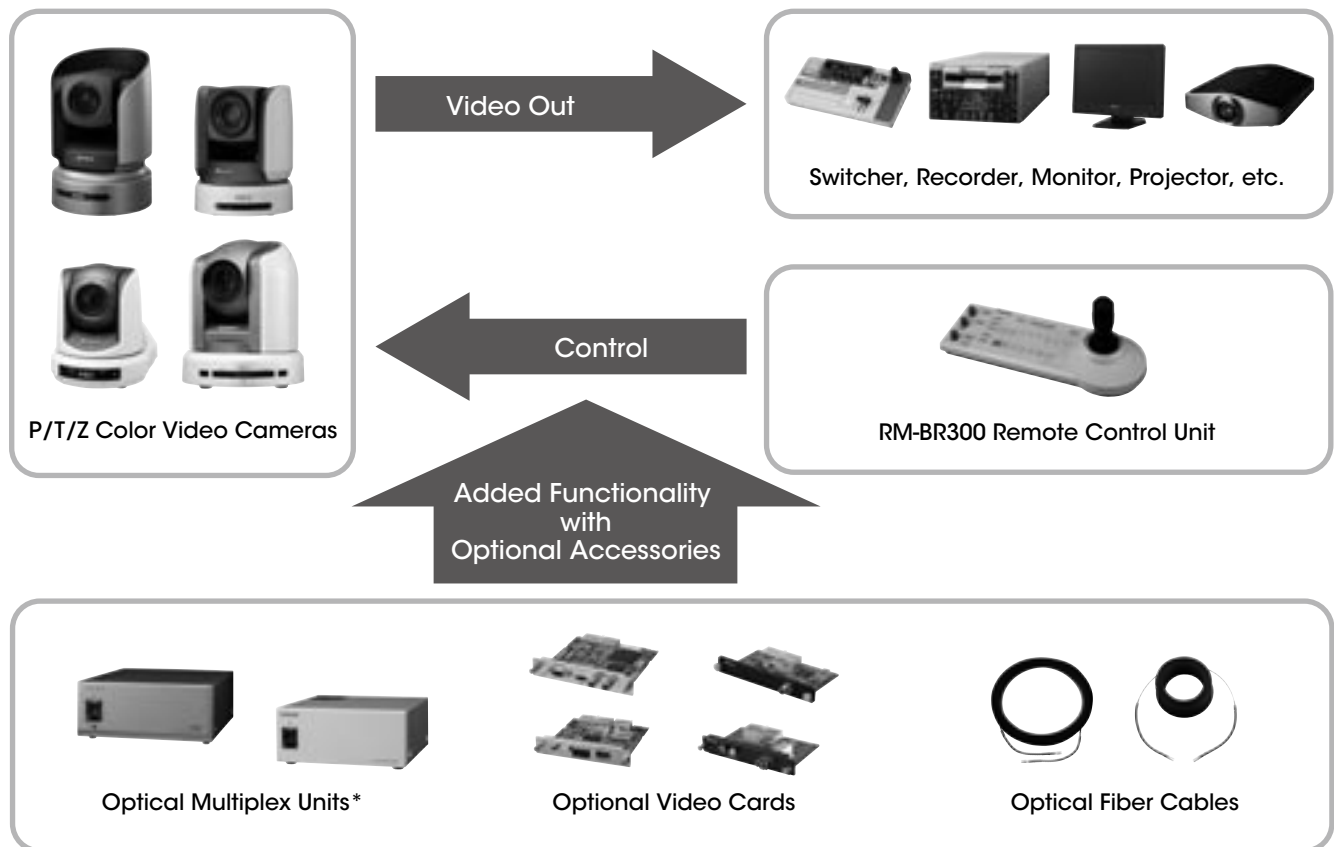 Video Out
Switcher, Recorder, Monitor, Projector, etc.
Control
P/T/Z Color Video Cameras
RM-BR300 Remote Control Unit
Added Functionality
with
Optional Accessories
Optical Multiplex Units*
Optional Video Cards
Optical Fiber Cables